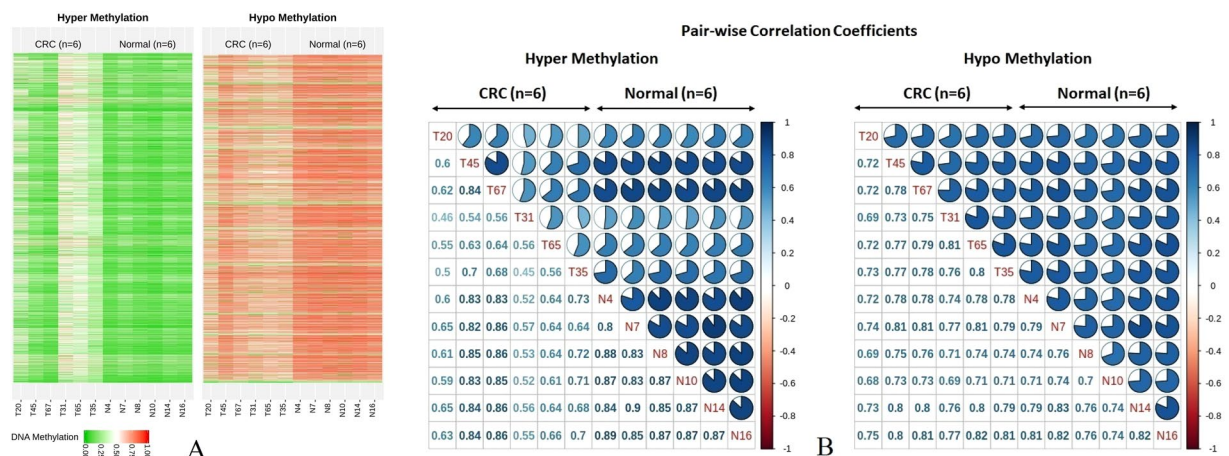 Hyper Methylation
Hypo Methylation
CRC (n=6) Normal (n=6)
CRC (n=6) Normal (n=6)
T20 T45 T67 T31 T65 T35 N4 N7 N8 N10 N14 N16
T20 T45 T67 T31 T65 T35 N4 N7 N8 N10 N14 N16
DNA Methylation
0.00 0.25 0.50 0.75 1.00
A
Pair-wise Correlation Coefficients
Hyper Methylation
CRC (n=6) Normal (n=6)
T20
0.6 T45
0.62 0.84 T67
0.46 0.54 0.56 T31
0.55 0.63 0.64 0.56 T65
0.5 0.7 0.68 0.45 0.56 T35
0.6 0.83 0.83 0.52 0.64 0.73 N4
0.65 0.82 0.86 0.57 0.64 0.64 0.8 N7
0.61 0.85 0.86 0.53 0.64 0.72 0.88 0.83 N8
0.59 0.83 0.85 0.52 0.61 0.71 0.87 0.83 0.87 N10
0.65 0.84 0.86 0.56 0.64 0.68 0.84 0.9 0.85 0.87 N14
0.63 0.84 0.86 0.55 0.66 0.7 0.89 0.85 0.87 0.87 0.87 N16
1
0.8
0.6
0.4
0.2
0
-0.2
-0.4
-0.6
-0.8
-1
B
Hypo Methylation
CRC (n=6) Normal (n=6)
T20
0.72 T45
0.72 0.78 T67
0.69 0.73 0.75 T31
0.72 0.77 0.79 0.81 T65
0.73 0.77 0.78 0.76 0.8 T35
0.72 0.78 0.78 0.74 0.78 0.78 N4
0.74 0.81 0.81 0.77 0.81 0.79 0.79 N7
0.69 0.75 0.76 0.71 0.74 0.74 0.74 0.76 N8
0.68 0.73 0.73 0.69 0.71 0.71 0.71 0.74 0.7 N10
0.73 0.8 0.8 0.76 0.8 0.79 0.79 0.83 0.76 0.74 N14
0.75 0.8 0.81 0.77 0.82 0.81 0.81 0.82 0.76 0.74 0.82 N16
1
0.8
0.6
0.4
0.2
0
-0.2
-0.4
-0.6
-0.8
-1